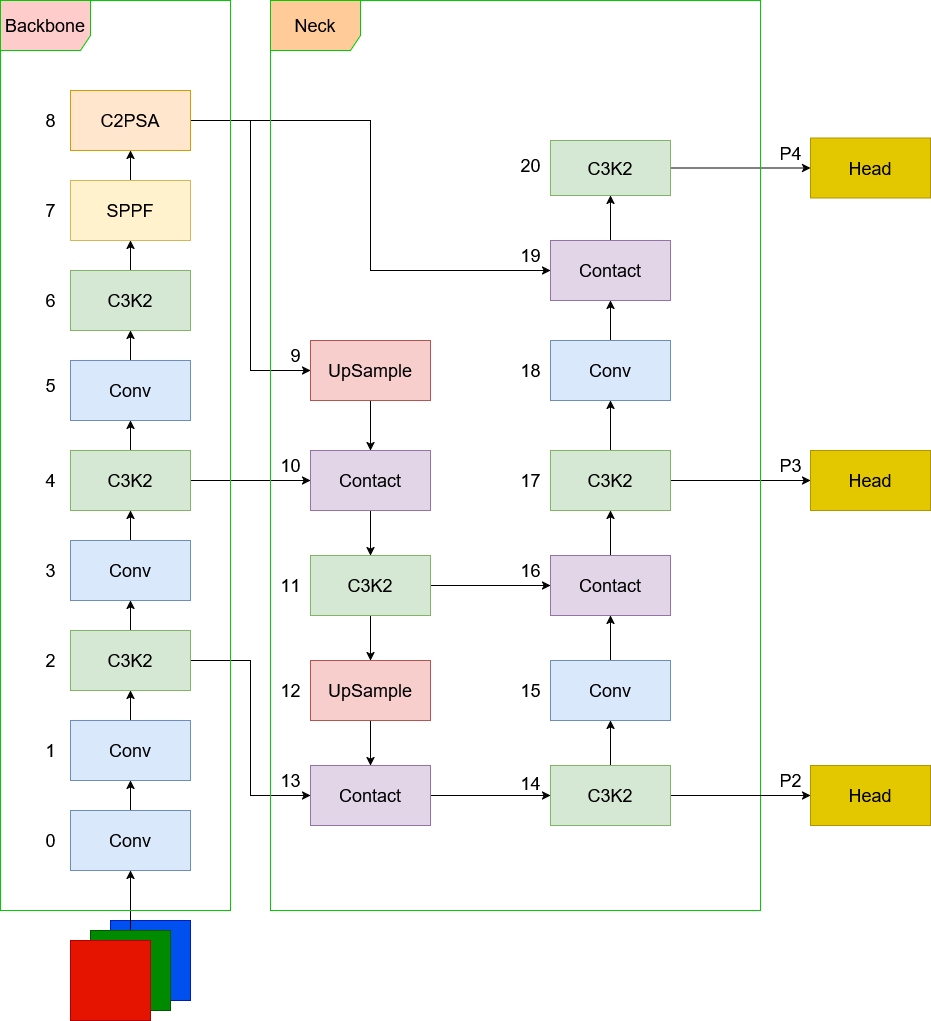 Backbone
Neck
8
C2PSA
7
SPPF
6
C3K2
5
Conv
4
C3K2
3
Conv
2
C3K2
1
Conv
0
Conv
9
UpSample
10
Contact
11
C3K2
12
UpSample
13
Contact
20
C3K2
19
Contact
18
Conv
17
C3K2
16
Contact
15
Conv
14
C3K2
P4
Head
P3
Head
P2
Head